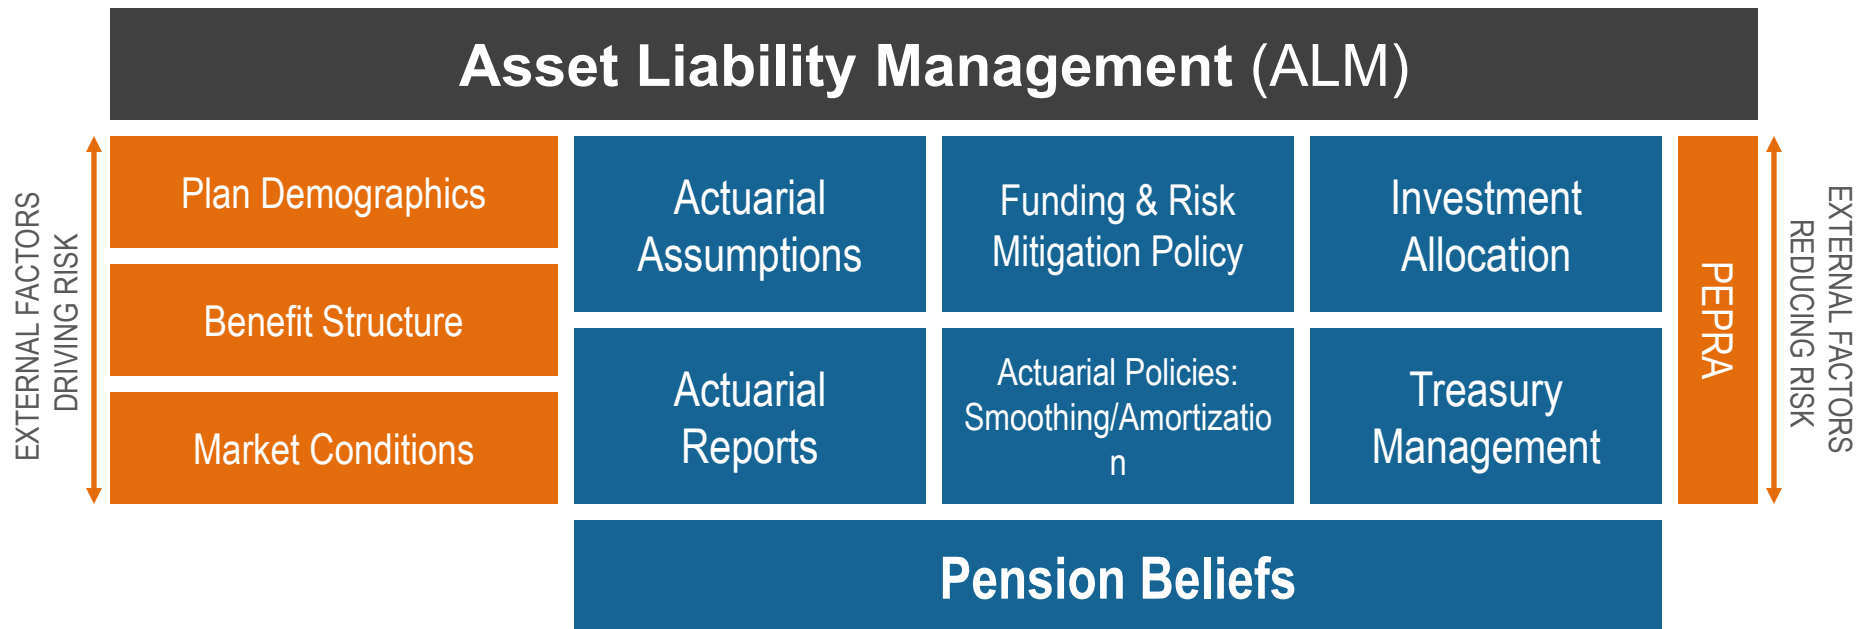 Asset Liability Management (ALM)
EXTERNAL FACTORS
DRIVING RISK
Plan Demographics
Benefit Structure
Market Conditions
Actuarial
Assumptions
Funding & Risk
Mitigation Policy
Investment
Allocation
Actuarial
Reports
Actuarial Policies:
Smoothing/Amortizatio
n
Treasury
Management
PEPRA
EXTERNAL FACTORS
REDUCING RISK
Pension Beliefs